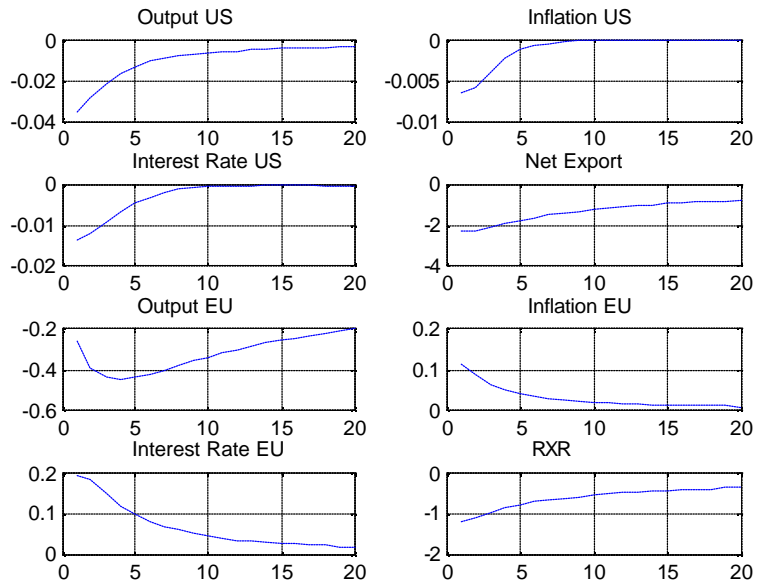 Output US
0
-0.02
-0.04
0 5 10 15 20
Inflation US
0
-0.005
-0.01
0 5 10 15 20
Interest Rate US
0
-0.01
-0.02
0 5 10 15 20
Net Export
0
-2
-4
0 5 10 15 20
Output EU
-0.2
-0.4
-0.6
0 5 10 15 20
Inflation EU
0.2
0.1
0
0 5 10 15 20
Interest Rate EU
0.2
0.1
0
0 5 10 15 20
RXR
0
-1
-2
0 5 10 15 20